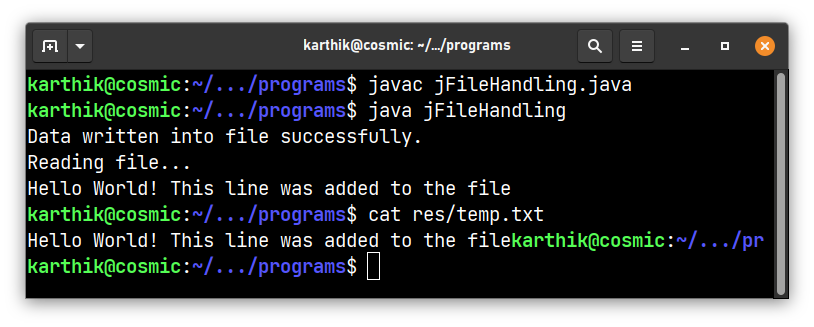 karthik@cosmic: ~/.../programs
karthik@cosmic:~/.../programs$ javac jFileHandling.java
karthik@cosmic:~/.../programs$ java jFileHandling
Data written into file successfully.
Reading file...
Hello World! This line was added to the file
karthik@cosmic:~/.../programs$ cat res/temp.txt
Hello World! This line was added to the filekarthik@cosmic:~/.../pr
karthik@cosmic:~/.../programs$